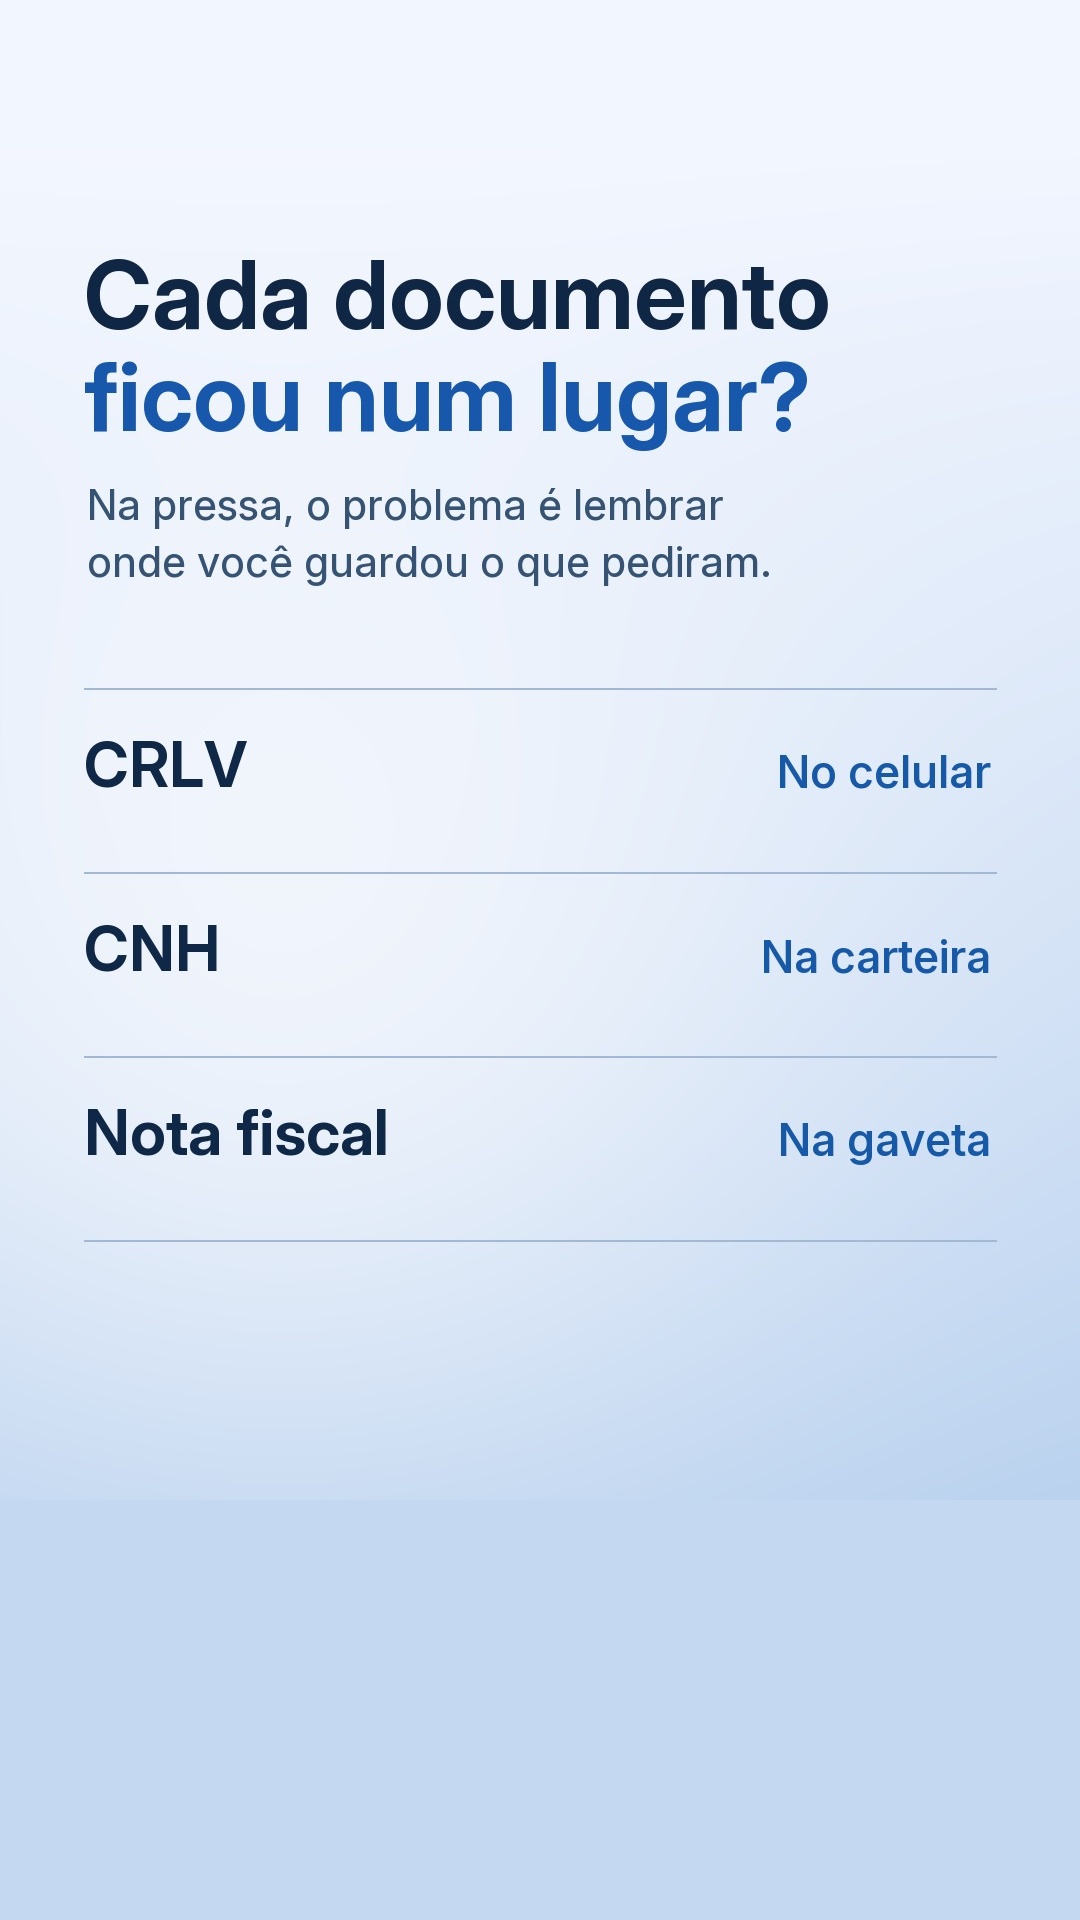 Cada documento
ficou num lugar?
Na pressa, o problema é lembrar
onde você guardou o que pediram.
CRLV No celular
CNH Na carteira
Nota fiscal Na gaveta